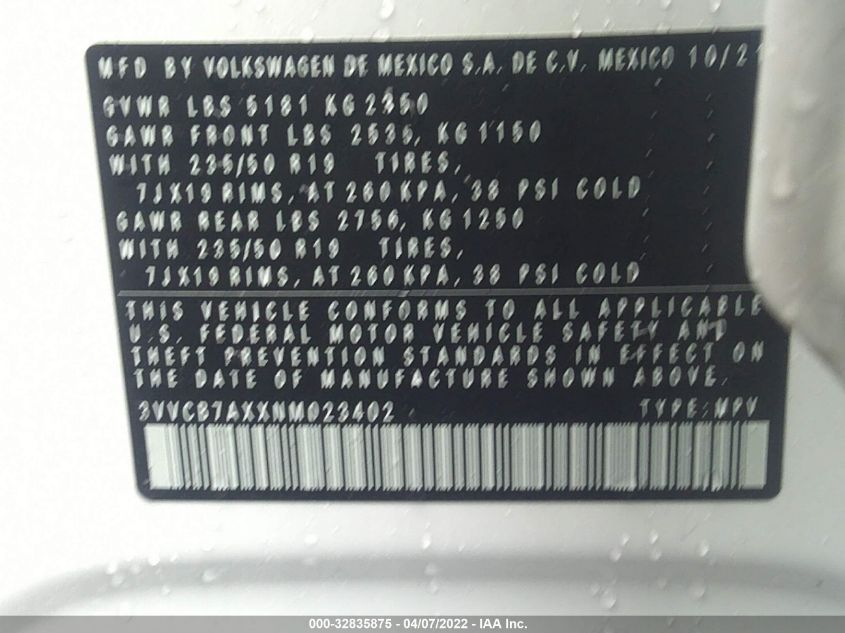 MFD BY VOLKSWAGEN DE MEXICO S.A. DE C.V. MEXICO 10/21
GVWR LBS 5181 KG 2350
GAWR FRONT LBS 2535, KG 1150
WITH 235/50 R19 TIRES,
7JX19 RIMS, AT 260 KPA, 38 PSI COLD
GAWR REAR LBS 2756, KG 1250
WITH 235/50 R19 TIRES,
7JX19 RIMS, AT 260 KPA, 38 PSI COLD
THIS VEHICLE CONFORMS TO ALL APPLICABLE
U.S. FEDERAL MOTOR VEHICLE SAFETY AND
THEFT PREVENTION STANDARDS IN EFFECT ON
THE DATE OF MANUFACTURE SHOWN ABOVE.
3VVCB7AXXNM023402 TYPE: MPV
000-32835875 - 04/07/2022 - IAA Inc.